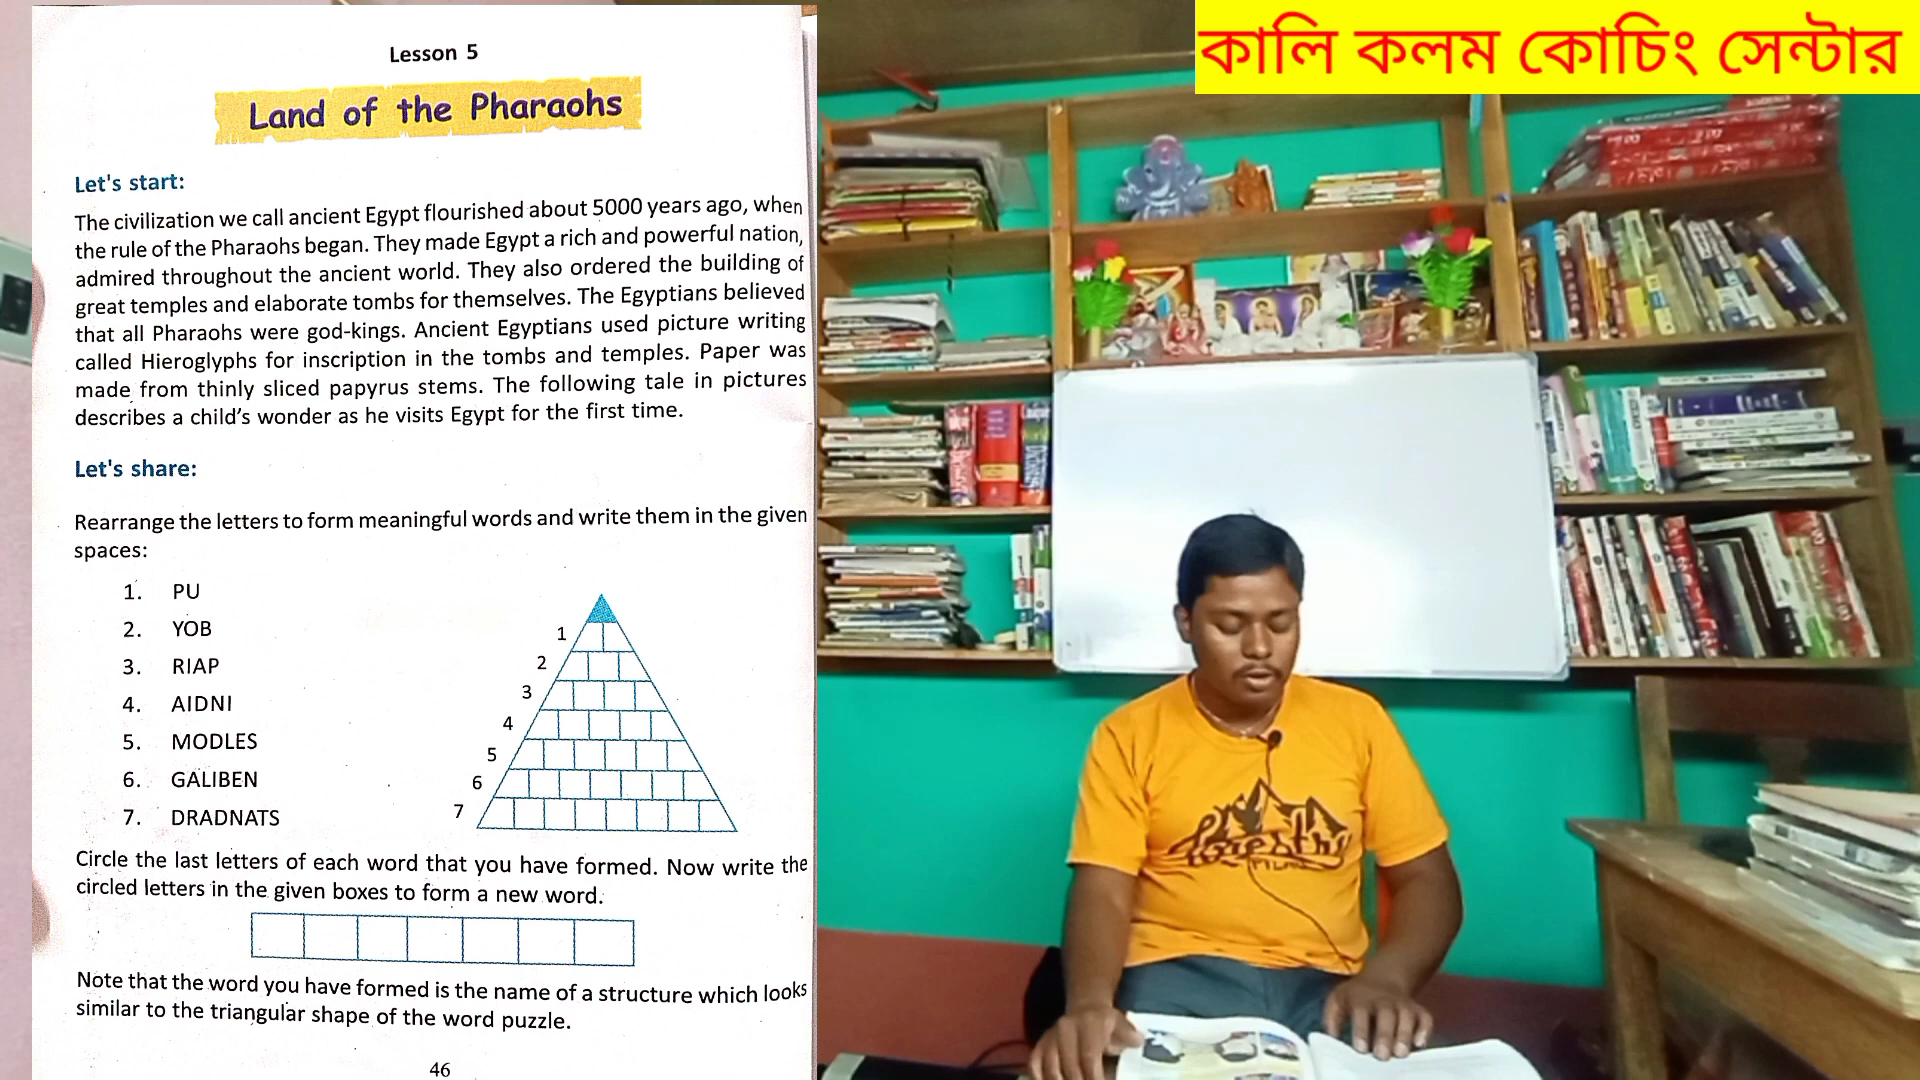 কালি কলম কোচিং সেন্টার
Lesson 5
Land of the Pharaohs
Let's start:
The civilization we call ancient Egypt flourished about 5000 years ago, when
the rule of the Pharaohs began. They made Egypt a rich and powerful nation,
admired throughout the ancient world. They also ordered the building of
great temples and elaborate tombs for themselves. The Egyptians believed
that all Pharaohs were god-kings. Ancient Egyptians used picture writing
called Hieroglyphs for inscription in the tombs and temples. Paper was
made from thinly sliced papyrus stems. The following tale in pictures
describes a child's wonder as he visits Egypt for the first time.
Let's share:
Rearrange the letters to form meaningful words and write them in the given
spaces:
1. PU
2. YOB
3. RIAP
4. AIDNI
5. MODLES
6. GALIBEN
7. DRADNATS
1
2
3
4
5
6
7
Circle the last letters of each word that you have formed. Now write the
circled letters in the given boxes to form a new word.
Note that the word you have formed is the name of a structure which looks
similar to the triangular shape of the word puzzle.
46